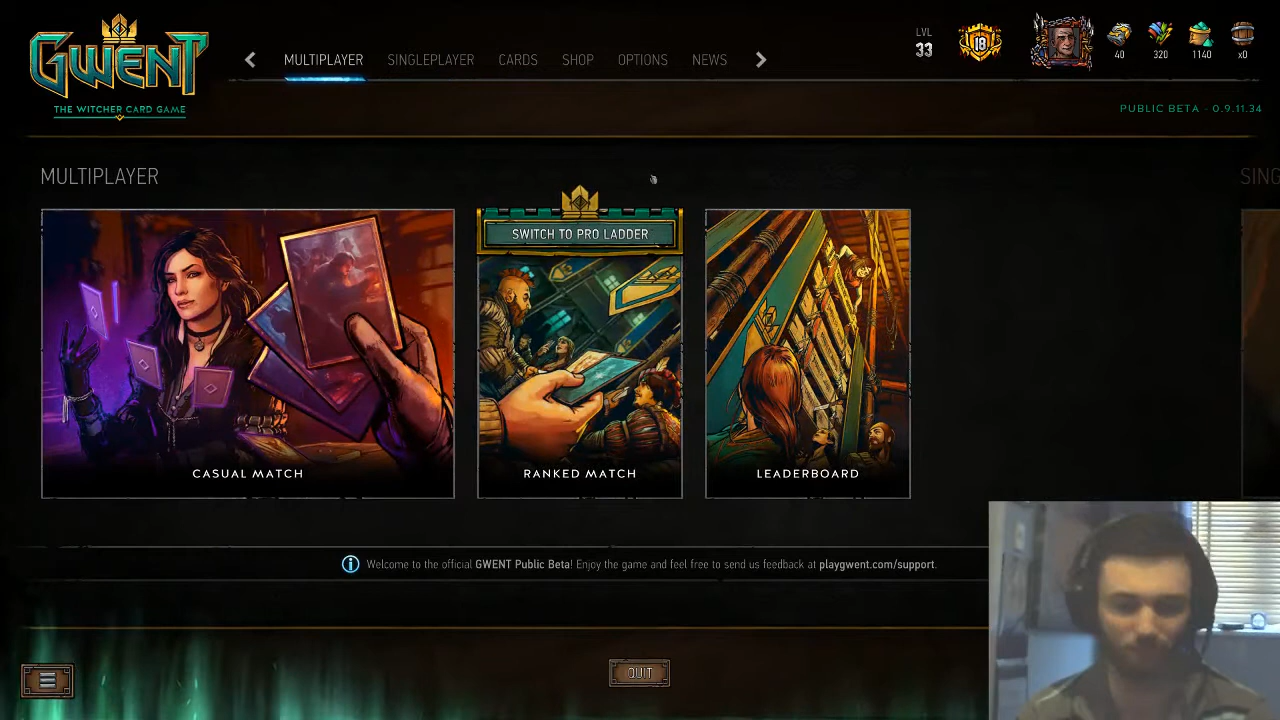 GWENT
THE WITCHER CARD GAME
MULTIPLAYER SINGLEPLAYER CARDS SHOP OPTIONS NEWS
LVL
33
18
40 320 1140 x0
PUBLIC BETA - 0.9.11.34
MULTIPLAYER
SING
SWITCH TO PRO LADDER
CASUAL MATCH
RANKED MATCH
LEADERBOARD
Welcome to the official GWENT Public Beta! Enjoy the game and feel free to send us feedback at playgwent.com/support.
QUIT